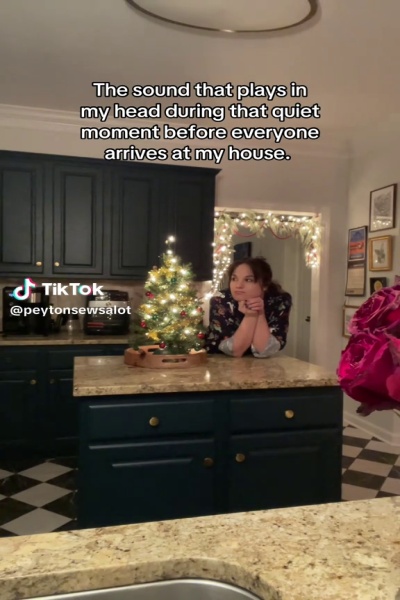 The sound that plays in
my head during that quiet
moment before everyone
arrives at my house.
TikTok
@peytonsewsalot